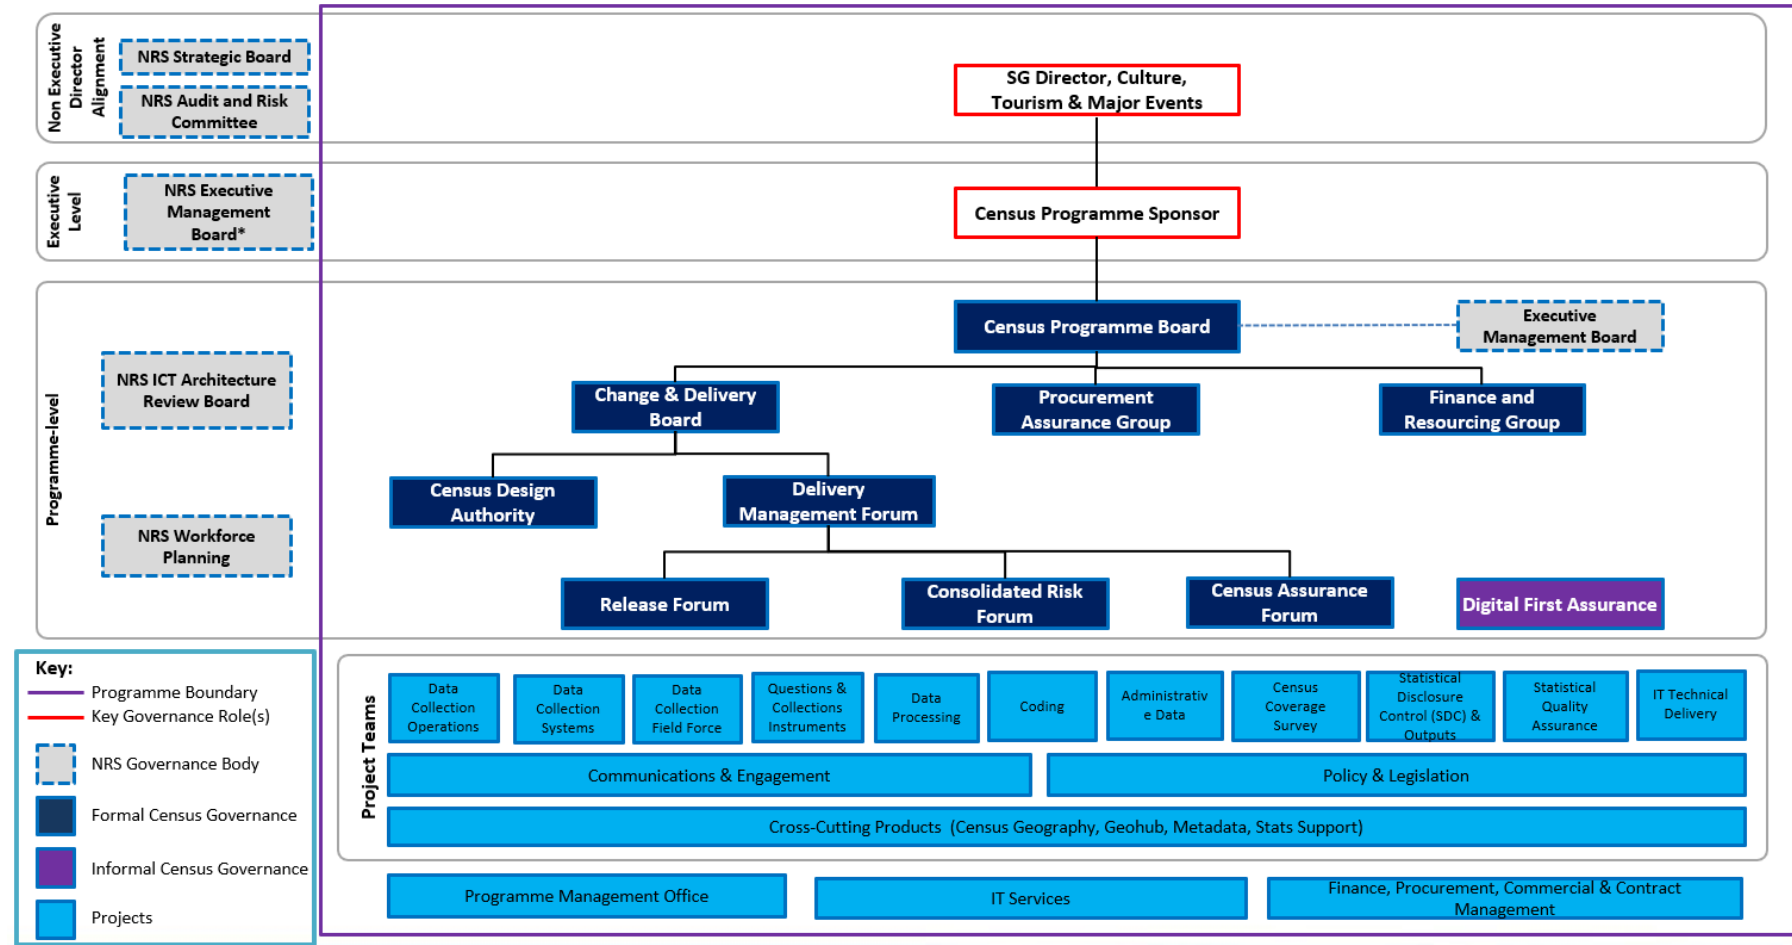 Non Executive
Director
Alignment
NRS Strategic Board
NRS Audit and Risk
Committee
SG Director, Culture,
Tourism & Major Events
Executive
Level
NRS Executive
Management
Board*
Census Programme Sponsor
Programme-level
Census Programme Board
Executive
Management Board
NRS ICT Architecture
Review Board
Change & Delivery
Board
Procurement
Assurance Group
Finance and
Resourcing Group
Census Design
Authority
Delivery
Management Forum
NRS Workforce
Planning
Release Forum
Consolidated Risk
Forum
Census Assurance
Forum
Digital First Assurance
Key:
Programme Boundary
Key Governance Role(s)
NRS Governance Body
Formal Census Governance
Informal Census Governance
Projects
Project Teams
Data
Collection
Operations
Data
Collection
Systems
Data
Collection
Field Force
Questions &
Collections
Instruments
Data
Processing
Coding
Administrativ
e Data
Census
Coverage
Survey
Statistical
Disclosure
Control (SDC) &
Outputs
Statistical
Quality
Assurance
IT Technical
Delivery
Communications & Engagement
Policy & Legislation
Cross-Cutting Products (Census Geography, Geohub, Metadata, Stats Support)
Programme Management Office
IT Services
Finance, Procurement, Commercial & Contract
Management